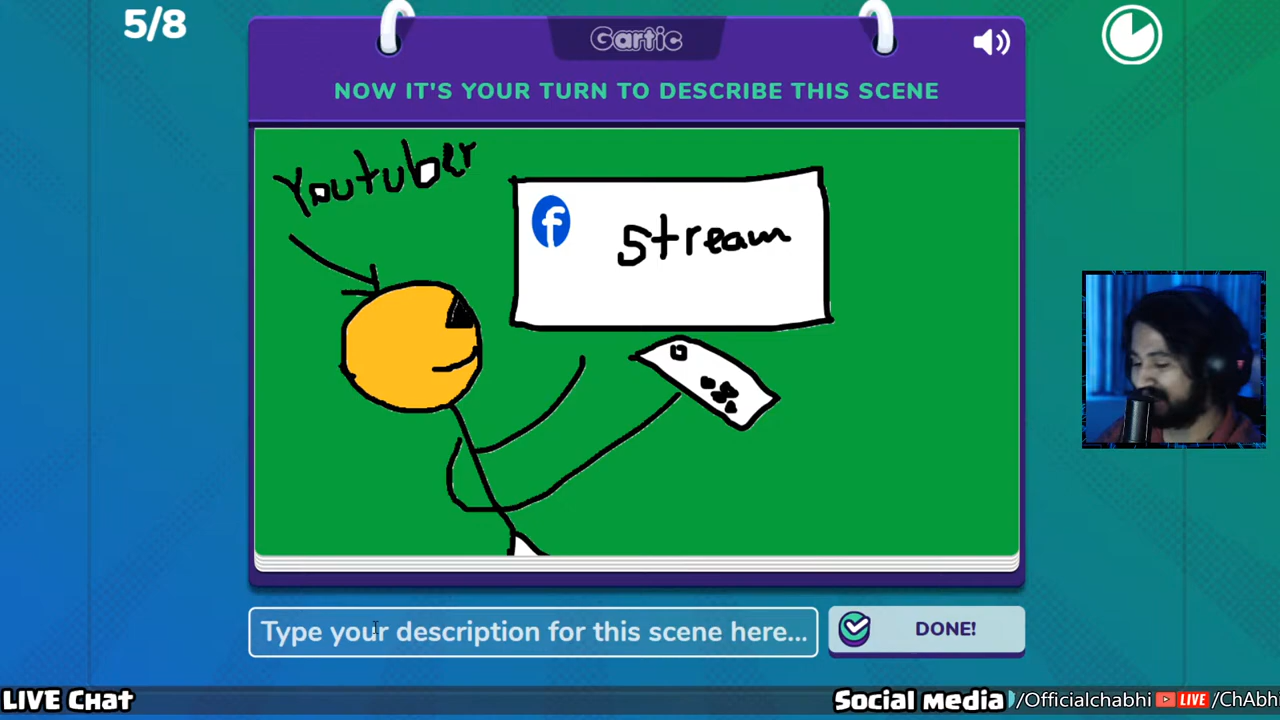 5/8
Gartic
NOW IT'S YOUR TURN TO DESCRIBE THIS SCENE
Youtuber
f stream
Type your description for this scene here...
DONE!
LIVE Chat
Social Media /Officialchabhi LIVE /ChAbhi